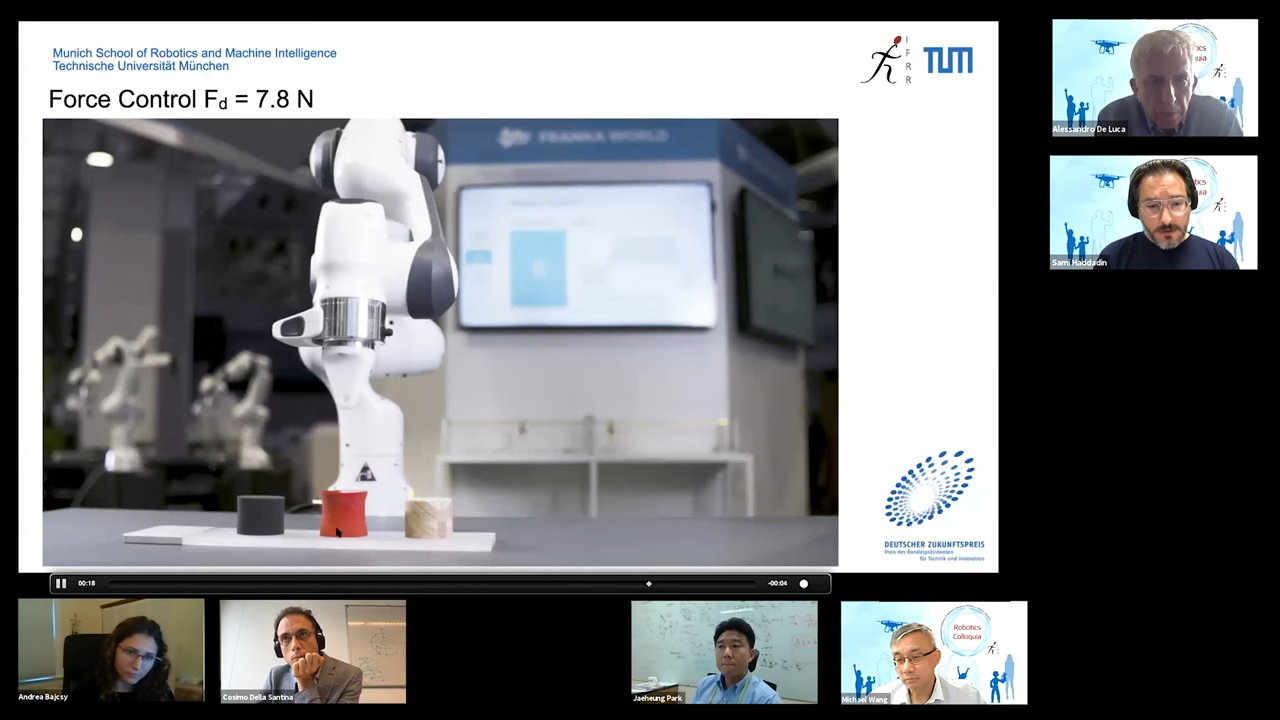 Munich School of Robotics and Machine Intelligence
Technische Universität München
IFRR
TUM
Force Control Fd = 7.8 N
FRANKA WORLD
DEUTSCHER ZUKUNFTSPREIS
Preis des Bundespräsidenten
für Technik und Innovation
00:18
-00:04
Alessandro De Luca
Sami Haddadin
Andrea Bajcsy
Cosimo Della Santina
Jaeheung Park
Robotics
Colloquia
Michael Wang